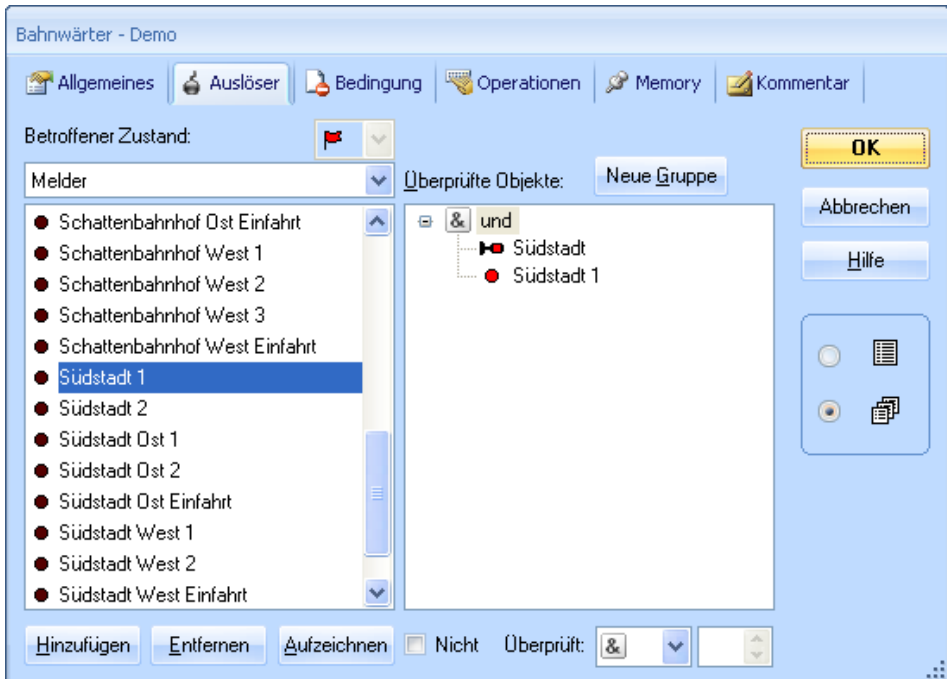 Bahnwärter - Demo
Allgemeines Auslöser Bedingung Operationen Memory Kommentar
Betroffener Zustand:
Melder
Schattenbahnhof Ost Einfahrt
Schattenbahnhof West 1
Schattenbahnhof West 2
Schattenbahnhof West 3
Schattenbahnhof West Einfahrt
Südstadt 1
Südstadt 2
Südstadt Ost 1
Südstadt Ost 2
Südstadt Ost Einfahrt
Südstadt West 1
Südstadt West 2
Südstadt West Einfahrt
Hinzufügen Entfernen Aufzeichnen
Überprüfte Objekte: Neue Gruppe
& und
Südstadt
Südstadt 1
Nicht Überprüft: &
OK
Abbrechen
Hilfe